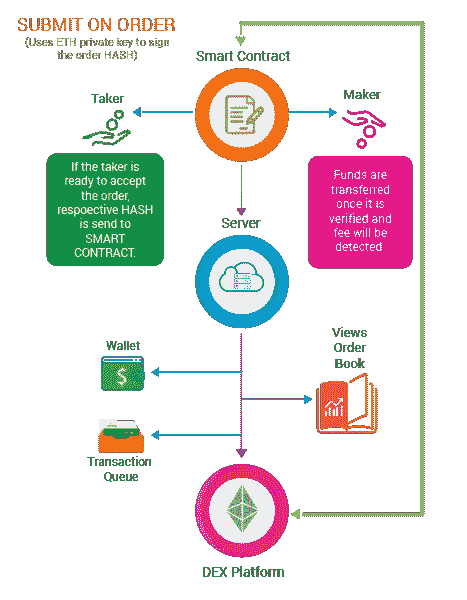 SUBMIT ON ORDER
(Uses ETH private key to sign
the order HASH)
Smart Contract
Taker
Maker
If the taker is
ready to accept
the order,
respoective HASH
is send to
SMART
CONTRACT.
Funds are
transferred
once it is
verified and
fee will be
detected
Server
Wallet
$
Views
Order
Book
Transaction
Queue
DEX Platform